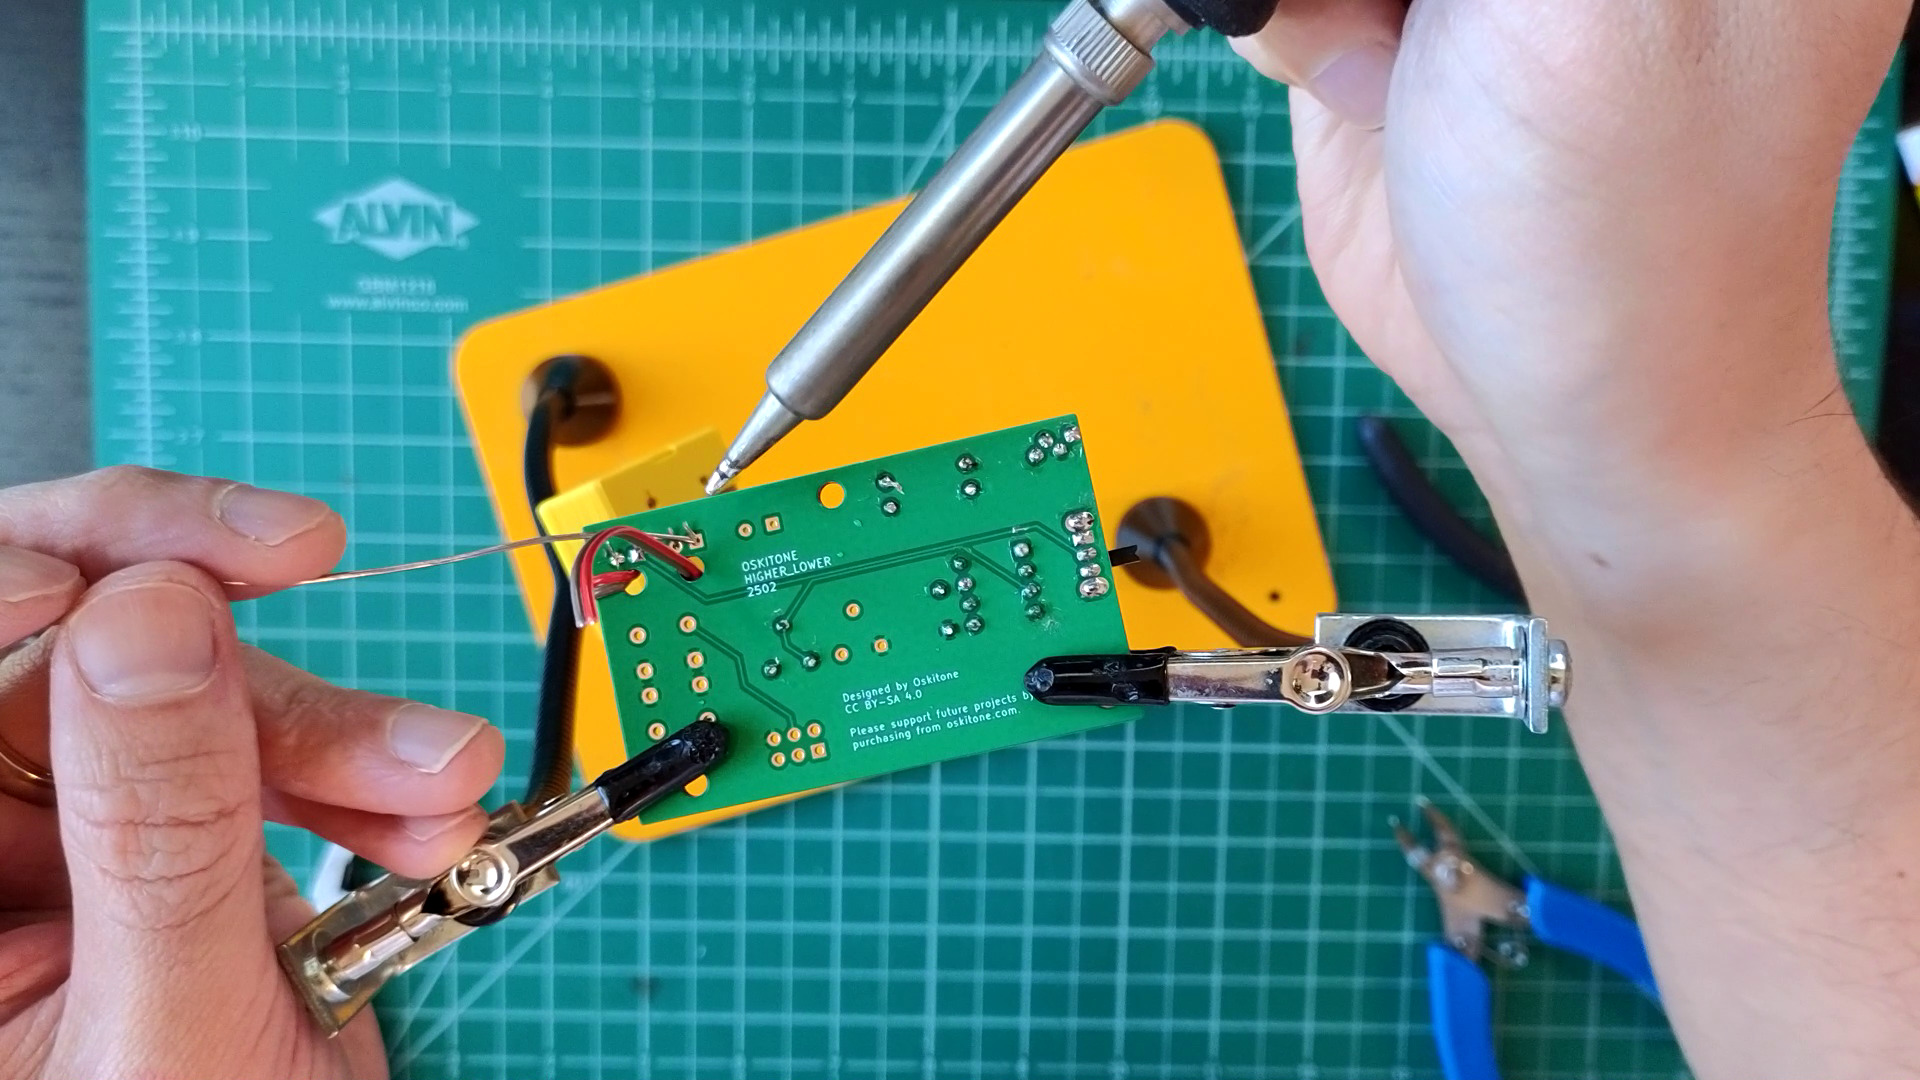 ALVIN
GBM1218
www.alvinco.com
OSKITONE
HIGHER_LOWER
2502
Designed by Oskitone
CC BY-SA 4.0
Please support future projects by
purchasing from oskitone.com.